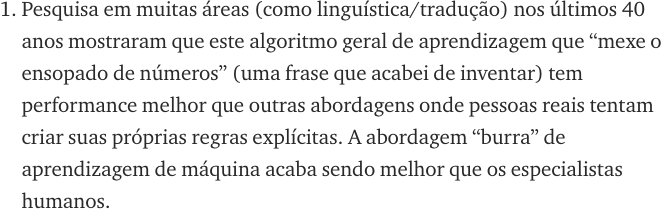 1. Pesquisa em muitas áreas (como linguística/tradução) nos últimos 40
anos mostraram que este algoritmo geral de aprendizagem que “mexe o
ensopado de números” (uma frase que acabei de inventar) tem
performance melhor que outras abordagens onde pessoas reais tentam
criar suas próprias regras explícitas. A abordagem “burra” de
aprendizagem de máquina acaba sendo melhor que os especialistas
humanos.